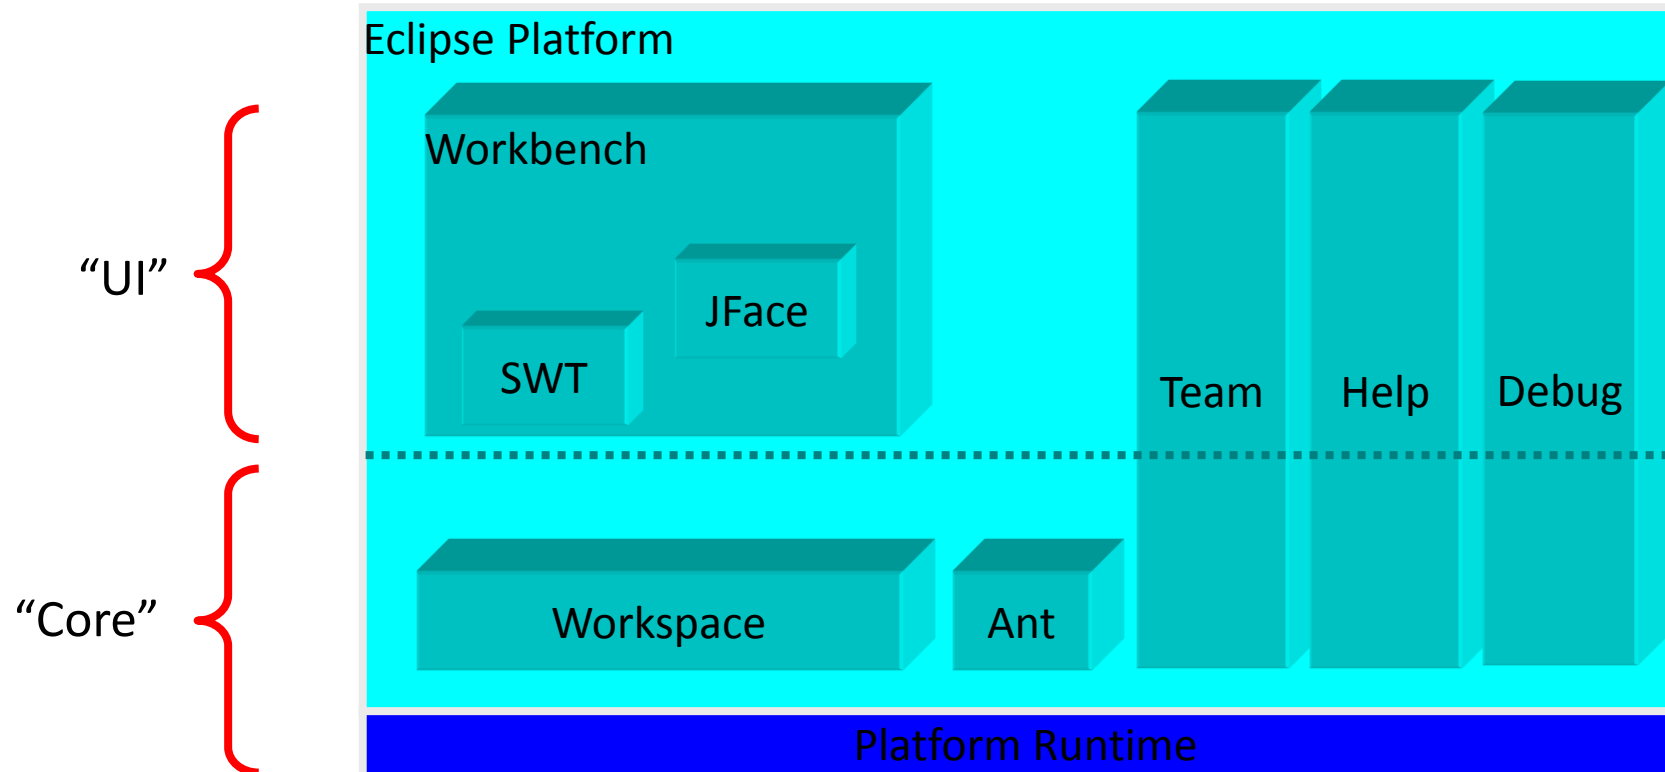 Eclipse Platform
Workbench
“UI”
JFace
SWT
Team
Help
Debug
“Core”
Workspace
Ant
Platform Runtime